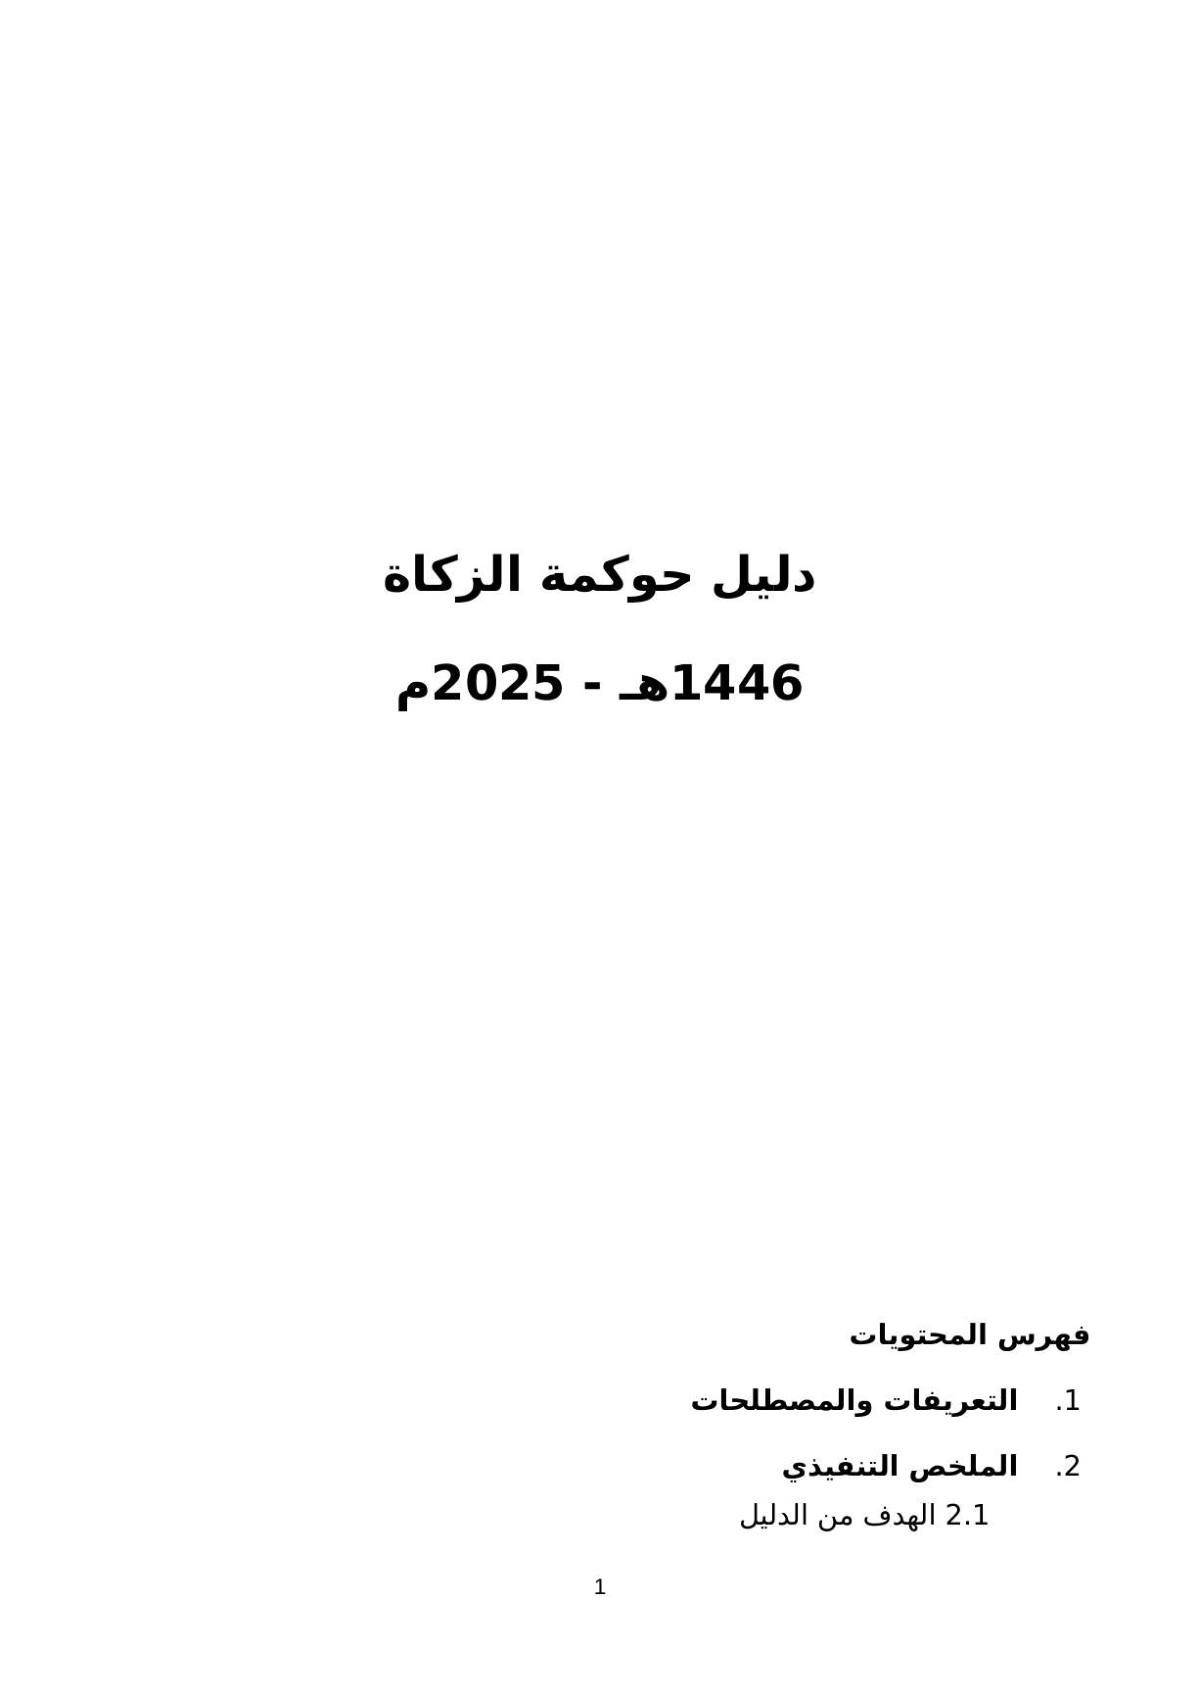 دليل حوكمة الزكاة
1446هـ - 2025م
فهرس المحتويات
1. التعريفات والمصطلحات
2. الملخص التنفيذي
2.1 الهدف من الدليل
1